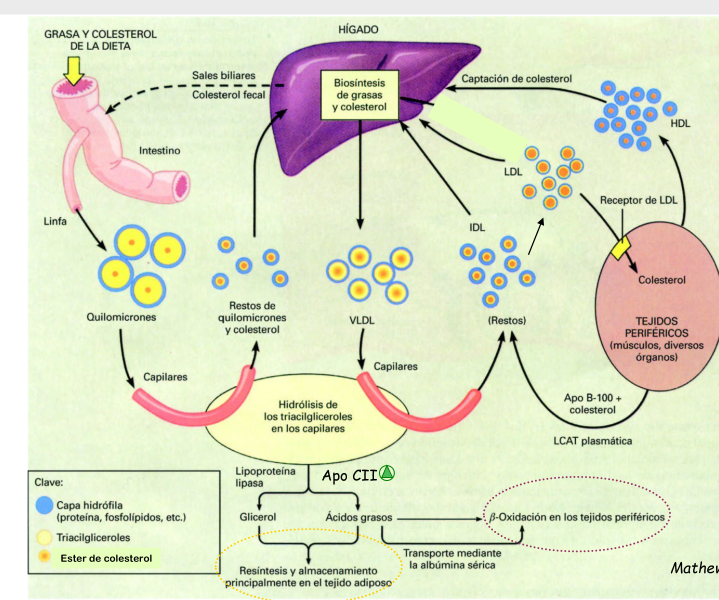 GRASA Y COLESTEROL
DE LA DIETA
HÍGADO
Sales biliares
Colesterol fecal
Biosíntesis
de grasas
y colesterol
Captación de colesterol
HDL
Intestino
LDL
Receptor de LDL
Linfa
IDL
Colesterol
Quilomicrones
Restos de
quilomicrones
y colesterol
VLDL
(Restos)
TEJIDOS
PERIFÉRICOS
(músculos, diversos
órganos)
Capilares
Capilares
Hidrólisis de
los triacilgliceroles
en los capilares
Apo B-100 +
colesterol
LCAT plasmática
Lipoproteína
lipasa
Apo CII
Clave:
Capa hidrófila
(proteína, fosfolípidos, etc.)
Triacilgliceroles
Ester de colesterol
Glicerol
Ácidos grasos
β-Oxidación en los tejidos periféricos
Transporte mediante
la albúmina sérica
Resíntesis y almacenamiento
principalmente en el tejido adiposo